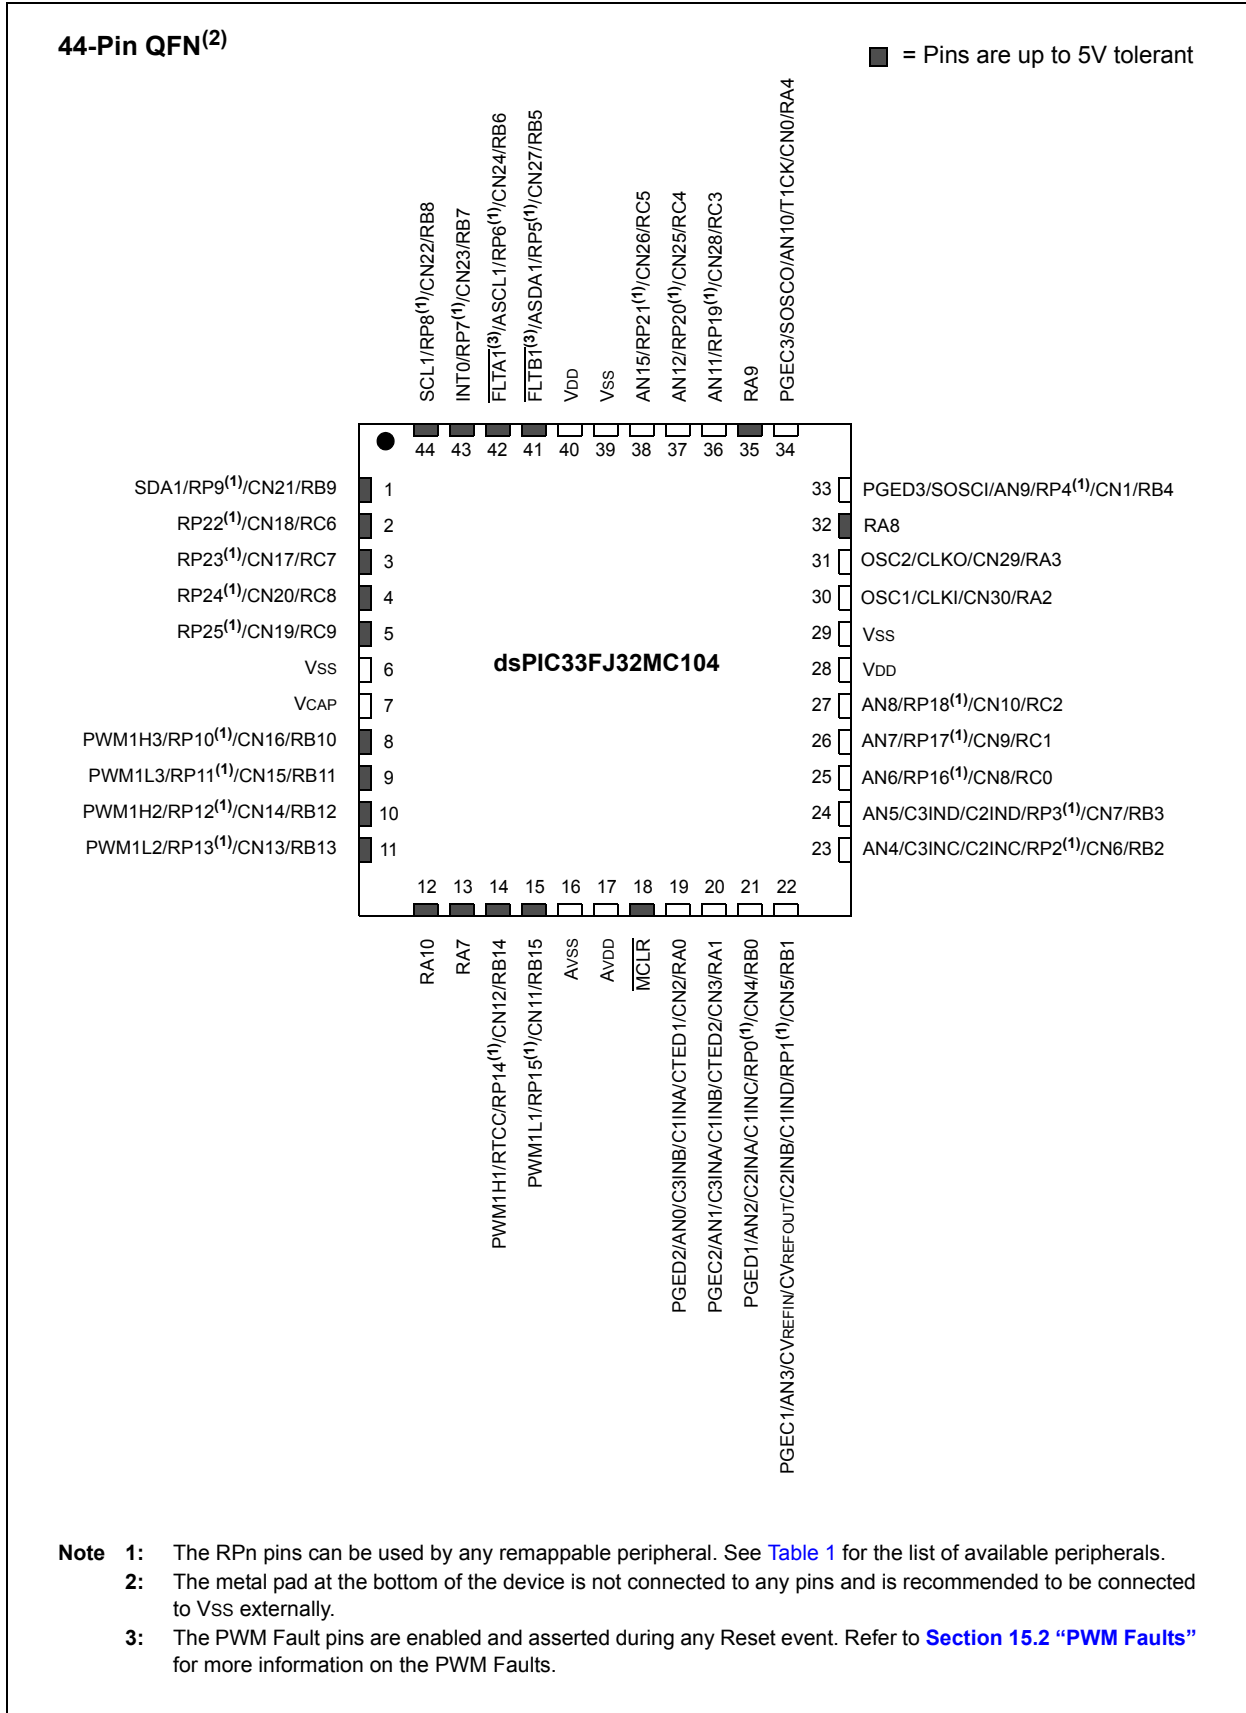 44-Pin QFN(2)
= Pins are up to 5V tolerant
SCL1/RP8(1)/CN22/RB8
INT0/RP7(1)/CN23/RB7
FLTA1(3)/ASCL1/RP6(1)/CN24/RB6
FLTB1(3)/ASDA1/RP5(1)/CN27/RB5
VDD
VSS
AN15/RP21(1)/CN26/RC5
AN12/RP20(1)/CN25/RC4
AN11/RP19(1)/CN28/RC3
RA9
PGEC3/SOSCO/AN10/T1CK/CN0/RA4
44 43 42 41 40 39 38 37 36 35 34
SDA1/RP9(1)/CN21/RB9 1
RP22(1)/CN18/RC6 2
RP23(1)/CN17/RC7 3
RP24(1)/CN20/RC8 4
RP25(1)/CN19/RC9 5
VSS 6
VCAP 7
PWM1H3/RP10(1)/CN16/RB10 8
PWM1L3/RP11(1)/CN15/RB11 9
PWM1H2/RP12(1)/CN14/RB12 10
PWM1L2/RP13(1)/CN13/RB13 11
dsPIC33FJ32MC104
33 PGED3/SOSCI/AN9/RP4(1)/CN1/RB4
32 RA8
31 OSC2/CLKO/CN29/RA3
30 OSC1/CLKI/CN30/RA2
29 VSS
28 VDD
27 AN8/RP18(1)/CN10/RC2
26 AN7/RP17(1)/CN9/RC1
25 AN6/RP16(1)/CN8/RC0
24 AN5/C3IND/C2IND/RP3(1)/CN7/RB3
23 AN4/C3INC/C2INC/RP2(1)/CN6/RB2
12 13 14 15 16 17 18 19 20 21 22
RA10
RA7
PWM1H1/RTCC/RP14(1)/CN12/RB14
PWM1L1/RP15(1)/CN11/RB15
AVSS
AVDD
MCLR
PGED2/AN0/C3INB/C1INA/CTED1/CN2/RA0
PGEC2/AN1/C3INA/C1INB/CTED2/CN3/RA1
PGED1/AN2/C2INA/C1INC/RP0(1)/CN4/RB0
PGEC1/AN3/CVREFIN/CVREFOUT/C2INB/C1IND/RP1(1)/CN5/RB1
Note 1: The RPn pins can be used by any remappable peripheral. See Table 1 for the list of available peripherals.
2: The metal pad at the bottom of the device is not connected to any pins and is recommended to be connected
to VSS externally.
3: The PWM Fault pins are enabled and asserted during any Reset event. Refer to Section 15.2 “PWM Faults”
for more information on the PWM Faults.